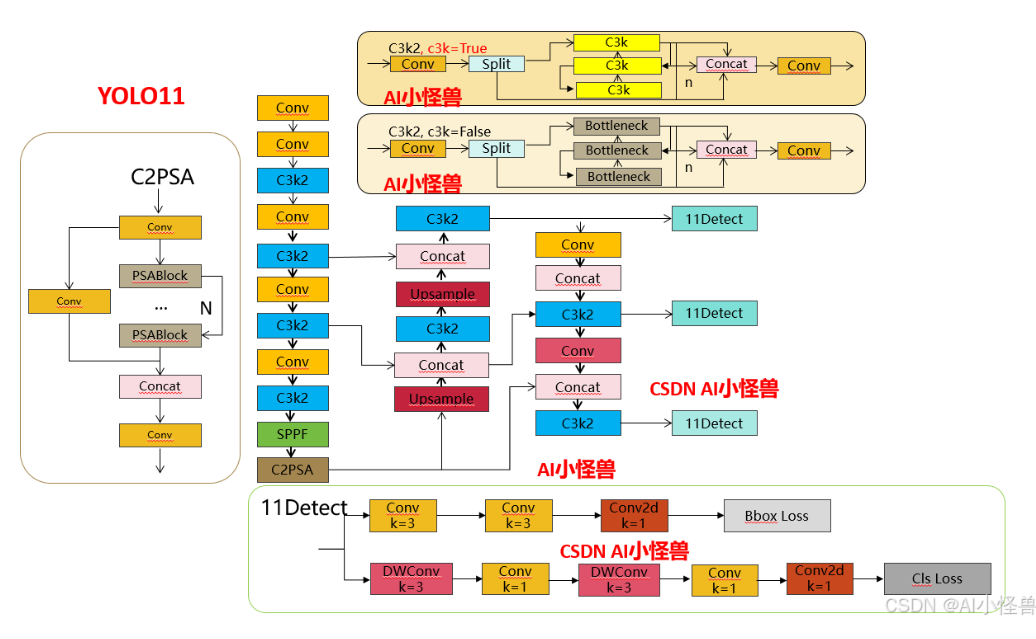 YOLO11
C3k2, c3k=True
Conv
Split
C3k
C3k
C3k
n
Concat
Conv
AI小怪兽
C3k2, c3k=False
Conv
Split
Bottleneck
Bottleneck
Bottleneck
n
Concat
Conv
AI小怪兽
C2PSA
Conv
PSABlock
Conv
...
N
PSABlock
Concat
Conv
Conv
Conv
C3k2
Conv
C3k2
Conv
C3k2
Conv
C3k2
SPPF
C2PSA
C3k2
Concat
Upsample
C3k2
Concat
Upsample
Conv
Concat
C3k2
Conv
Concat
C3k2
11Detect
11Detect
11Detect
CSDN AI小怪兽
AI小怪兽
11Detect
Conv
k=3
Conv
k=3
Conv2d
k=1
Bbox Loss
CSDN AI小怪兽
DWConv
k=3
Conv
k=1
DWConv
k=3
Conv
k=1
Conv2d
k=1
Cls Loss
CSDN @AI小怪兽